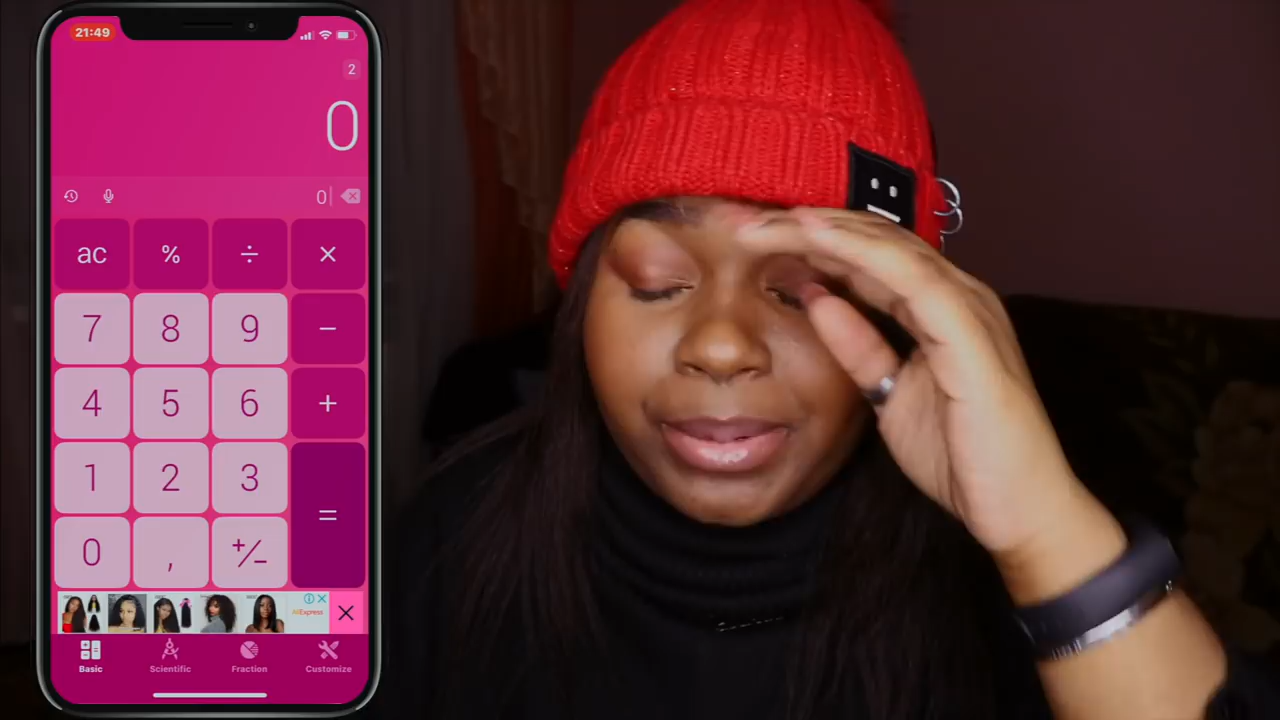 21:49
2
0
0
ac % ÷ ×
7 8 9 −
4 5 6 +
1 2 3 =
0 , +/−
AliExpress
Basic Scientific Fraction Customize